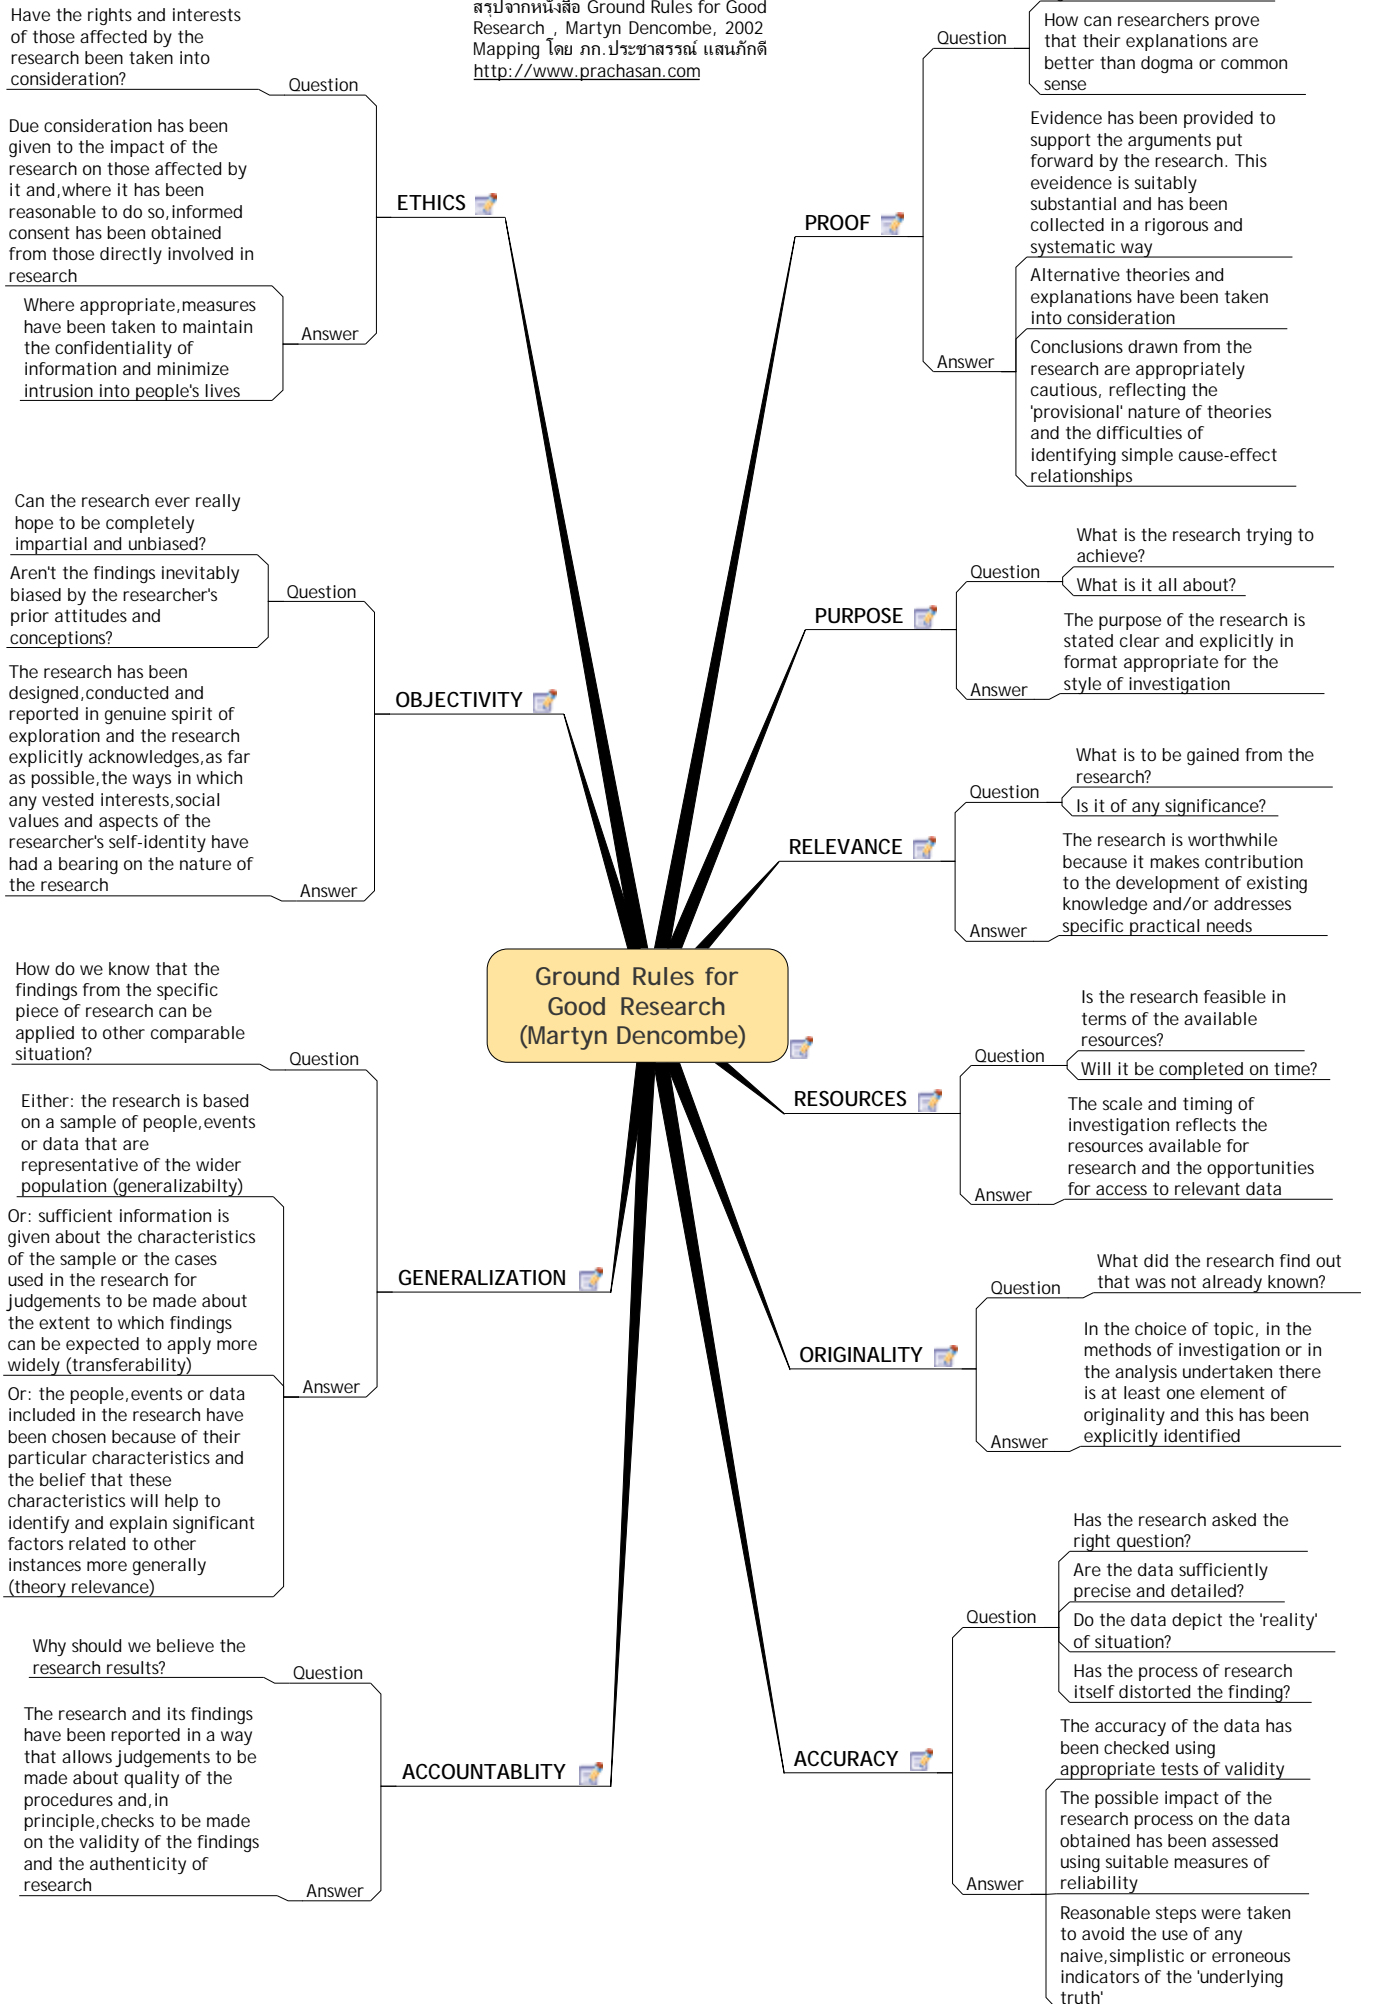 สรุปจากหนังสือ Ground Rules for Good
Research , Martyn Dencombe, 2002
Mapping โดย ภก.ประชาสรรณ์ แสนภักดี
http://www.prachasan.com
Have the rights and interests
of those affected by the
research been taken into
consideration?
Question
Due consideration has been
given to the impact of the
research on those affected by
it and,where it has been
reasonable to do so,informed
consent has been obtained
from those directly involved in
research
Where appropriate,measures
have been taken to maintain
the confidentiality of
information and minimize
intrusion into people's lives
Answer
ETHICS
Can the research ever really
hope to be completely
impartial and unbiased?
Aren't the findings inevitably
biased by the researcher's
prior attitudes and
conceptions?
Question
The research has been
designed,conducted and
reported in genuine spirit of
exploration and the research
explicitly acknowledges,as far
as possible,the ways in which
any vested interests,social
values and aspects of the
researcher's self-identity have
had a bearing on the nature of
the research
Answer
OBJECTIVITY
How do we know that the
findings from the specific
piece of research can be
applied to other comparable
situation?
Question
Either: the research is based
on a sample of people,events
or data that are
representative of the wider
population (generalizabilty)
Or: sufficient information is
given about the characteristics
of the sample or the cases
used in the research for
judgements to be made about
the extent to which findings
can be expected to apply more
widely (transferability)
Or: the people,events or data
included in the research have
been chosen because of their
particular characteristics and
the belief that these
characteristics will help to
identify and explain significant
factors related to other
instances more generally
(theory relevance)
Answer
GENERALIZATION
Why should we believe the
research results?
Question
The research and its findings
have been reported in a way
that allows judgements to be
made about quality of the
procedures and,in
principle,checks to be made
on the validity of the findings
and the authenticity of
research
Answer
ACCOUNTABLITY
Ground Rules for
Good Research
(Martyn Dencombe)
PROOF
Question
How can researchers prove
that their explanations are
better than dogma or common
sense
Evidence has been provided to
support the arguments put
forward by the research. This
eveidence is suitably
substantial and has been
collected in a rigorous and
systematic way
Alternative theories and
explanations have been taken
into consideration
Answer
Conclusions drawn from the
research are appropriately
cautious, reflecting the
'provisional' nature of theories
and the difficulties of
identifying simple cause-effect
relationships
PURPOSE
Question
What is the research trying to
achieve?
What is it all about?
The purpose of the research is
stated clear and explicitly in
format appropriate for the
style of investigation
Answer
RELEVANCE
Question
What is to be gained from the
research?
Is it of any significance?
The research is worthwhile
because it makes contribution
to the development of existing
knowledge and/or addresses
specific practical needs
Answer
RESOURCES
Question
Is the research feasible in
terms of the available
resources?
Will it be completed on time?
The scale and timing of
investigation reflects the
resources available for
research and the opportunities
for access to relevant data
Answer
ORIGINALITY
Question
What did the research find out
that was not already known?
In the choice of topic, in the
methods of investigation or in
the analysis undertaken there
is at least one element of
originality and this has been
explicitly identified
Answer
ACCURACY
Question
Has the research asked the
right question?
Are the data sufficiently
precise and detailed?
Do the data depict the 'reality'
of situation?
Has the process of research
itself distorted the finding?
The accuracy of the data has
been checked using
appropriate tests of validity
The possible impact of the
research process on the data
obtained has been assessed
using suitable measures of
reliability
Answer
Reasonable steps were taken
to avoid the use of any
naive,simplistic or erroneous
indicators of the 'underlying
truth'